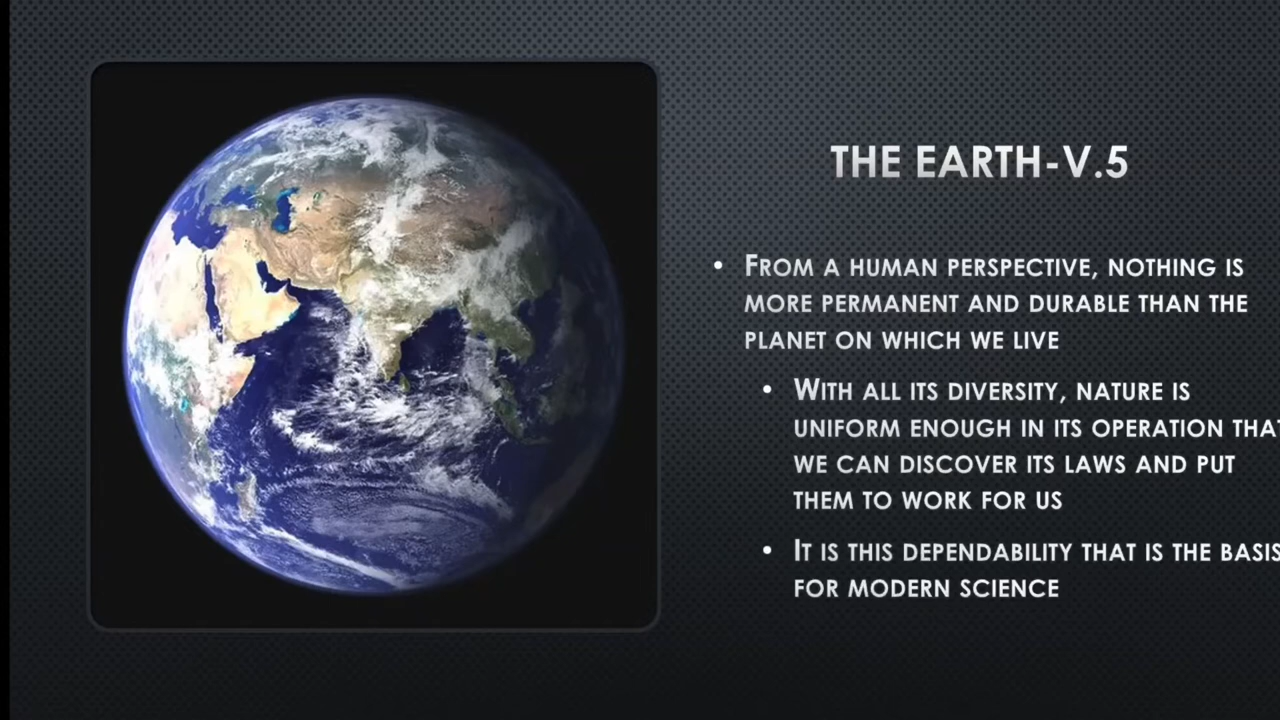 THE EARTH-V.5
• FROM A HUMAN PERSPECTIVE, NOTHING IS
MORE PERMANENT AND DURABLE THAN THE
PLANET ON WHICH WE LIVE
• WITH ALL ITS DIVERSITY, NATURE IS
UNIFORM ENOUGH IN ITS OPERATION THAT
WE CAN DISCOVER ITS LAWS AND PUT
THEM TO WORK FOR US
• IT IS THIS DEPENDABILITY THAT IS THE BASIS
FOR MODERN SCIENCE